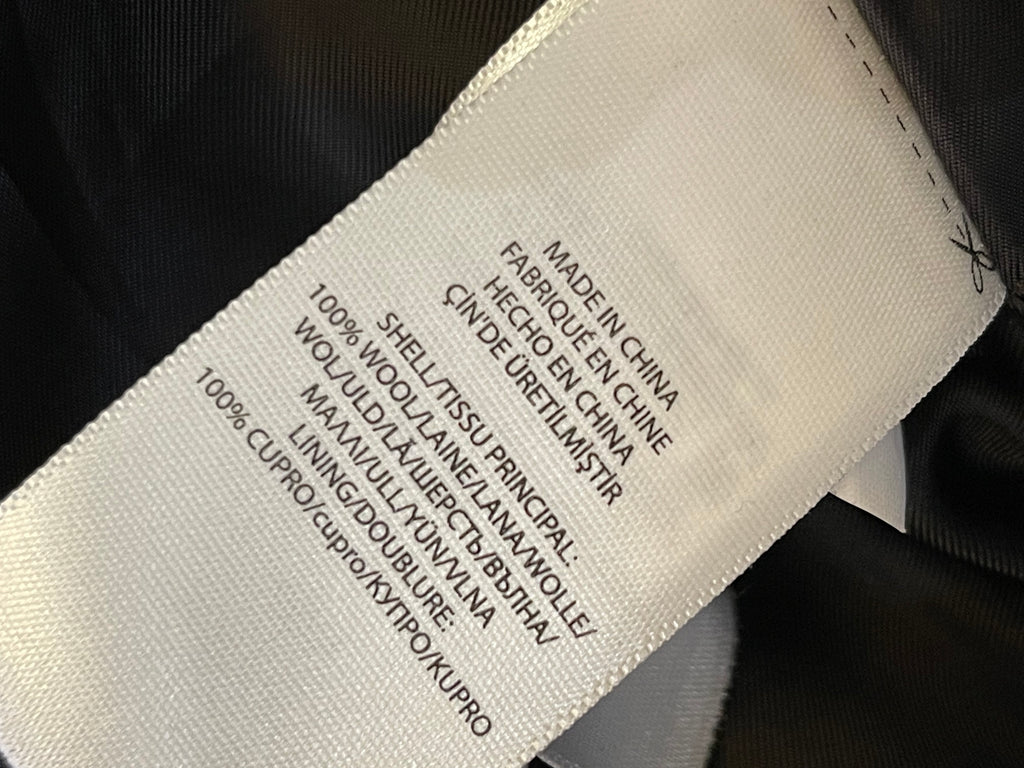 MADE IN CHINA
FABRIQUÉ EN CHINE
HECHO EN CHINA
ÇİN'DE ÜRETİLMİŞTİR
SHELL/TISSU PRINCIPAL:
100% WOOL/LAINE/LANA/WOLLE/
WOL/ULD/LÃ/ШЕРСТЬ/ВЪЛНА/
ΜΑΛΛΙ/ULL/YÜN/VLNA
LINING/DOUBLURE:
100% CUPRO/cupro/КУПРО/KUPRO